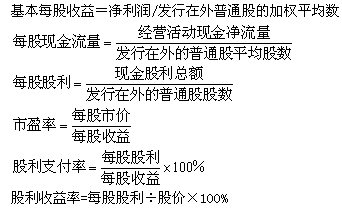 基本每股收益=净利润/发行在外普通股的加权平均数
每股现金流量=经营活动现金净流量/发行在外的普通股平均股数
每股股利=现金股利总额/发行在外的普通股股数
市盈率=每股市价/每股收益
股利支付率=每股股利/每股收益×100%
股利收益率=每股股利÷股价×100%